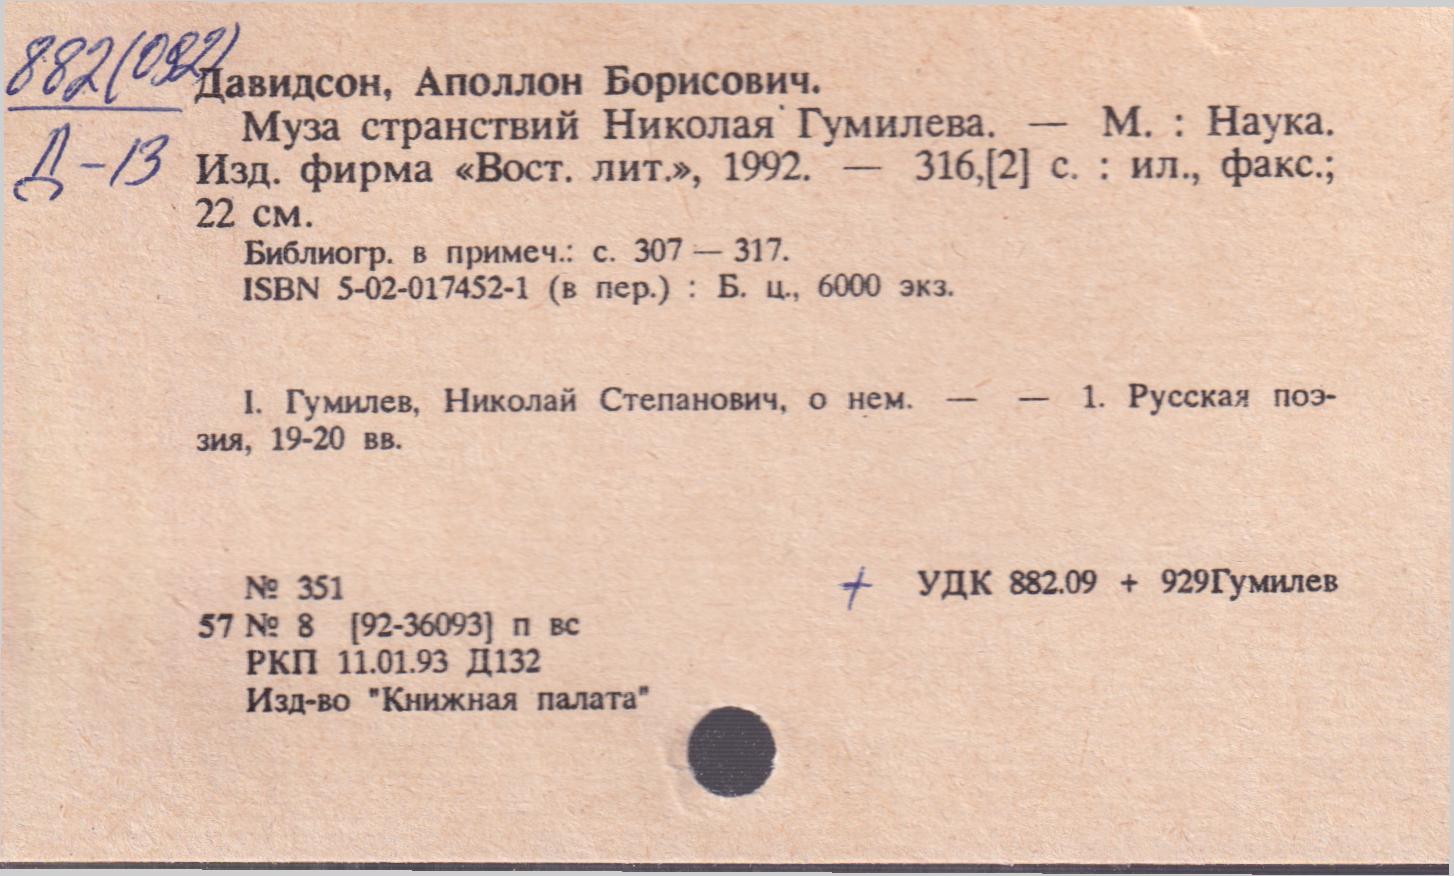 882(092)
Д-13
Давидсон, Аполлон Борисович.
Муза странствий Николая Гумилева. — М. : Наука.
Изд. фирма «Вост. лит.», 1992. — 316,[2] с. : ил., факс.;
22 см.
Библиогр. в примеч.: с. 307 — 317.
ISBN 5-02-017452-1 (в пер.) : Б. ц., 6000 экз.
I. Гумилев, Николай Степанович, о нем. — — 1. Русская поэ-
зия, 19-20 вв.
+ УДК 882.09 + 929Гумилев
№ 351
57 № 8 [92-36093] п вс
РКП 11.01.93 Д132
Изд-во "Книжная палата"